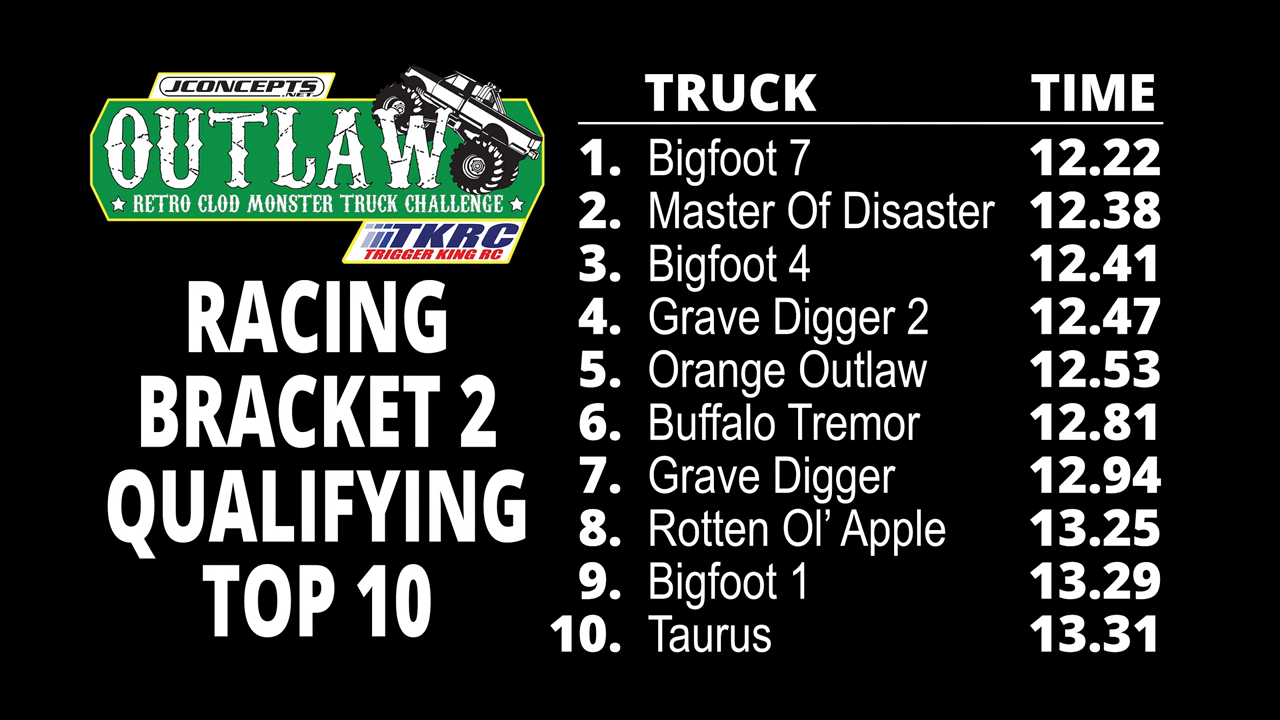 JCONCEPTS
.NET
OUTLAW
RETRO CLOD MONSTER TRUCK CHALLENGE
TKRC
TRIGGER KING RC
RACING
BRACKET 2
QUALIFYING
TOP 10
TRUCK TIME
1. Bigfoot 7 12.22
2. Master Of Disaster 12.38
3. Bigfoot 4 12.41
4. Grave Digger 2 12.47
5. Orange Outlaw 12.53
6. Buffalo Tremor 12.81
7. Grave Digger 12.94
8. Rotten Ol’ Apple 13.25
9. Bigfoot 1 13.29
10. Taurus 13.31